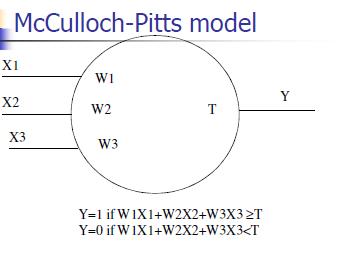 McCulloch-Pitts model
X1
W1
X2
W2
T
Y
X3
W3
Y=1 if W1X1+W2X2+W3X3 ≥T
Y=0 if W1X1+W2X2+W3X3<T